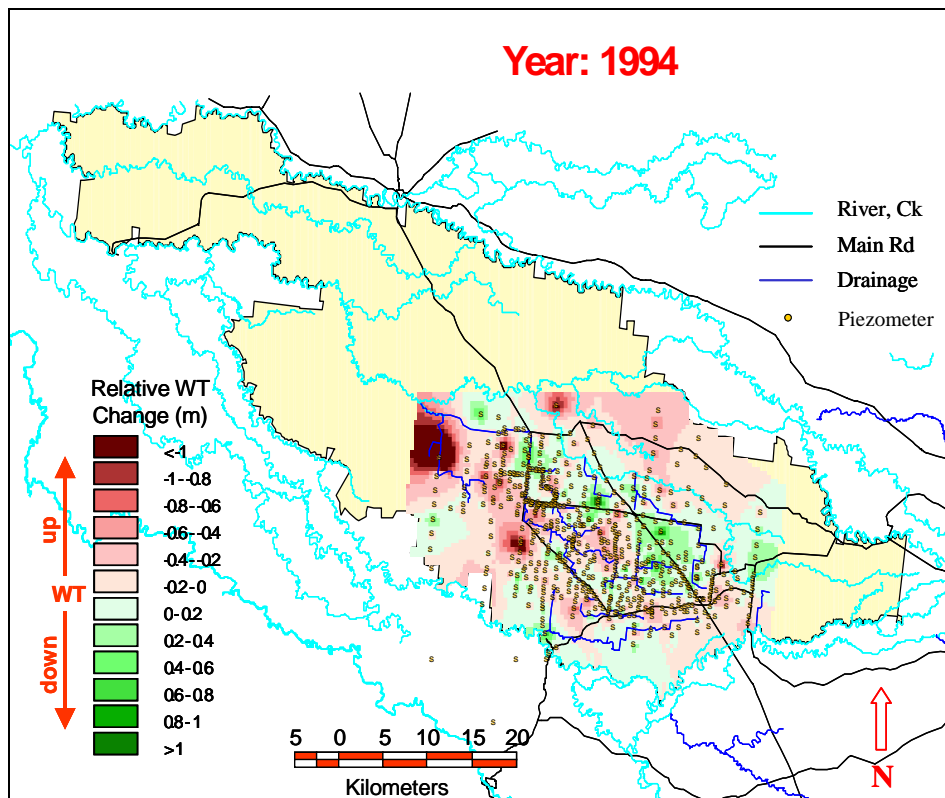 Year: 1994
River, Ck
Main Rd
Drainage
Piezometer
Relative WT
Change (m)
<-1
-1--0.8
-0.8--0.6
-0.6--0.4
-0.4--0.2
-0.2-0
0-0.2
0.2-0.4
0.4-0.6
0.6-0.8
0.8-1
>1
up
WT
down
5 0 5 10 15 20
Kilometers
N